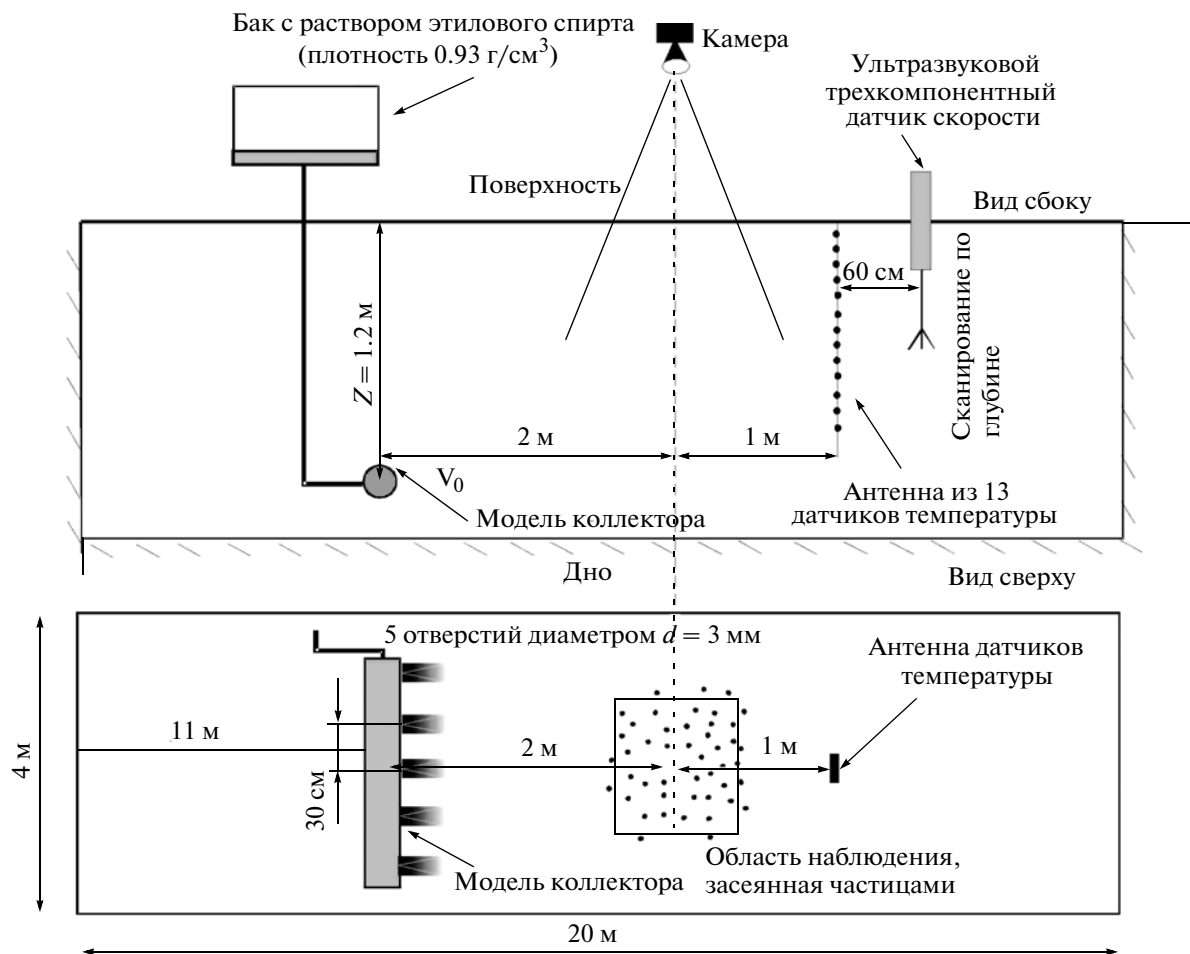 Бак с раствором этилового спирта
(плотность 0.93 г/см³)
Камера
Ультразвуковой
трехкомпонентный
датчик скорости
Поверхность
Вид сбоку
60 см
Z = 1.2 м
Сканирование по
глубине
2 м
1 м
V₀
Антенна из 13
датчиков температуры
Модель коллектора
Дно
Вид сверху
5 отверстий диаметром d = 3 мм
Антенна датчиков
температуры
11 м
2 м
1 м
4 м
30 см
Область наблюдения,
засеянная частицами
Модель коллектора
20 м